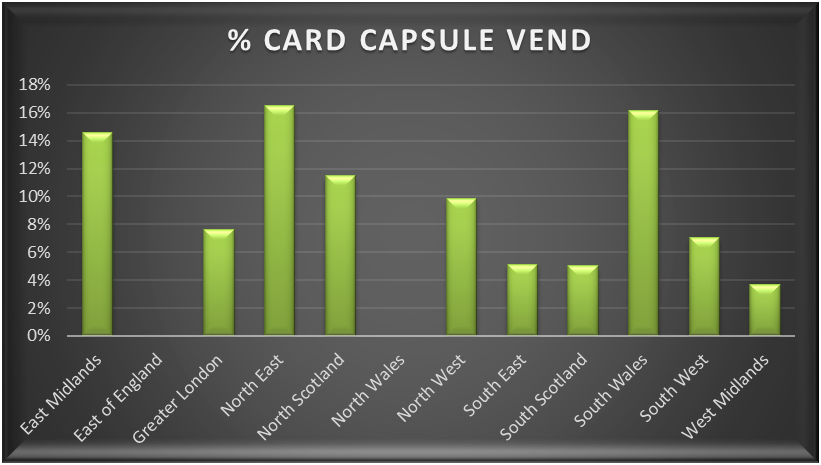 % CARD CAPSULE VEND
18%
16%
14%
12%
10%
8%
6%
4%
2%
0%
East Midlands
East of England
Greater London
North East
North Scotland
North Wales
North West
South East
South Scotland
South Wales
South West
West Midlands